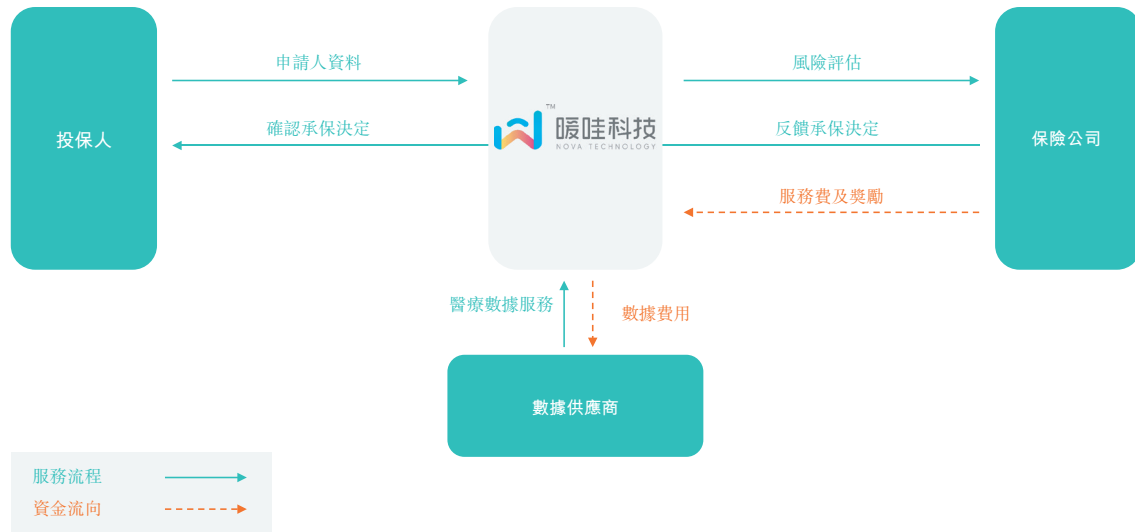 申請人資料
風險評估
TM
暖哇科技
NOVA TECHNOLOGY
確認承保決定
反饋承保決定
投保人
保險公司
服務費及獎勵
醫療數據服務
數據費用
數據供應商
服務流程
資金流向